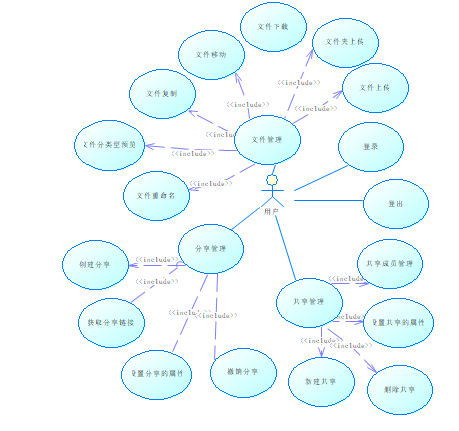 文件下载
文件夹上传
文件移动
<<include>>
文件上传
文件复制
<<include>>
<<include>>
<<inclu
文件管理
登录
文件分类型预览
<<include>>
<<include>>
文件重命名
用户
登出
分享管理
<<include>>
共享成员管理
创建分享
<<include>>
<<include
共享管理
获取分享链接
<<include>>
<<include>>
include>>
设置共享的属性
<<include>>
设置分享的属性
撤销分享
新建共享
删除共享